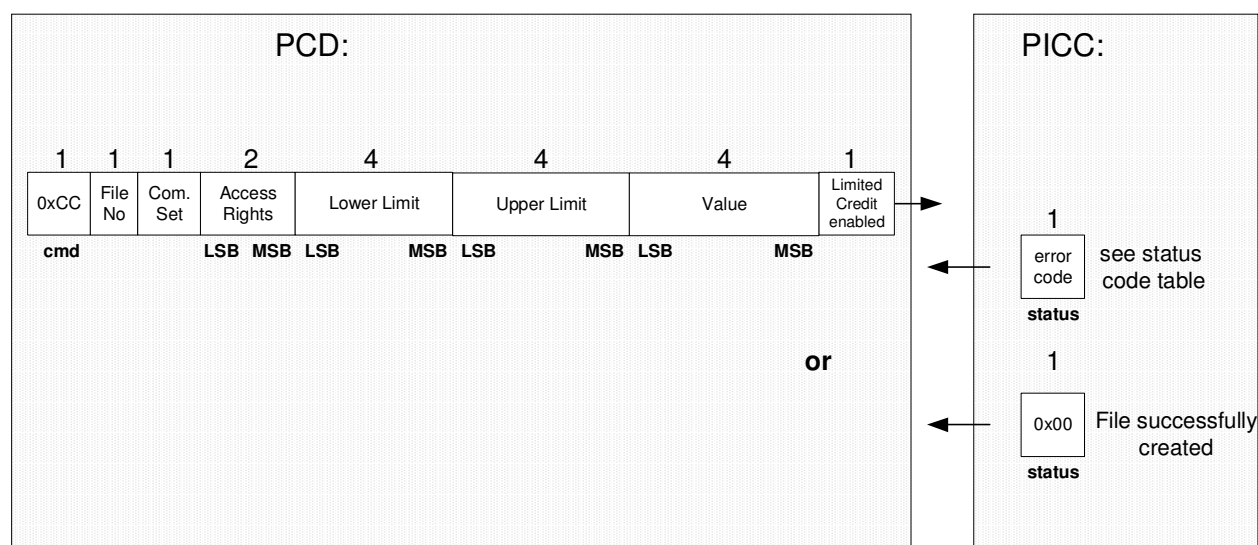 PCD:
PICC:
1 1 1 2 4 4 4 1
0xCC
File
No
Com.
Set
Access
Rights
Lower Limit
Upper Limit
Value
Limited
Credit
enabled
cmd
LSB MSB LSB MSB LSB MSB LSB MSB
1
error
code
see status
code table
status
or
1
0x00
File successfully
created
status